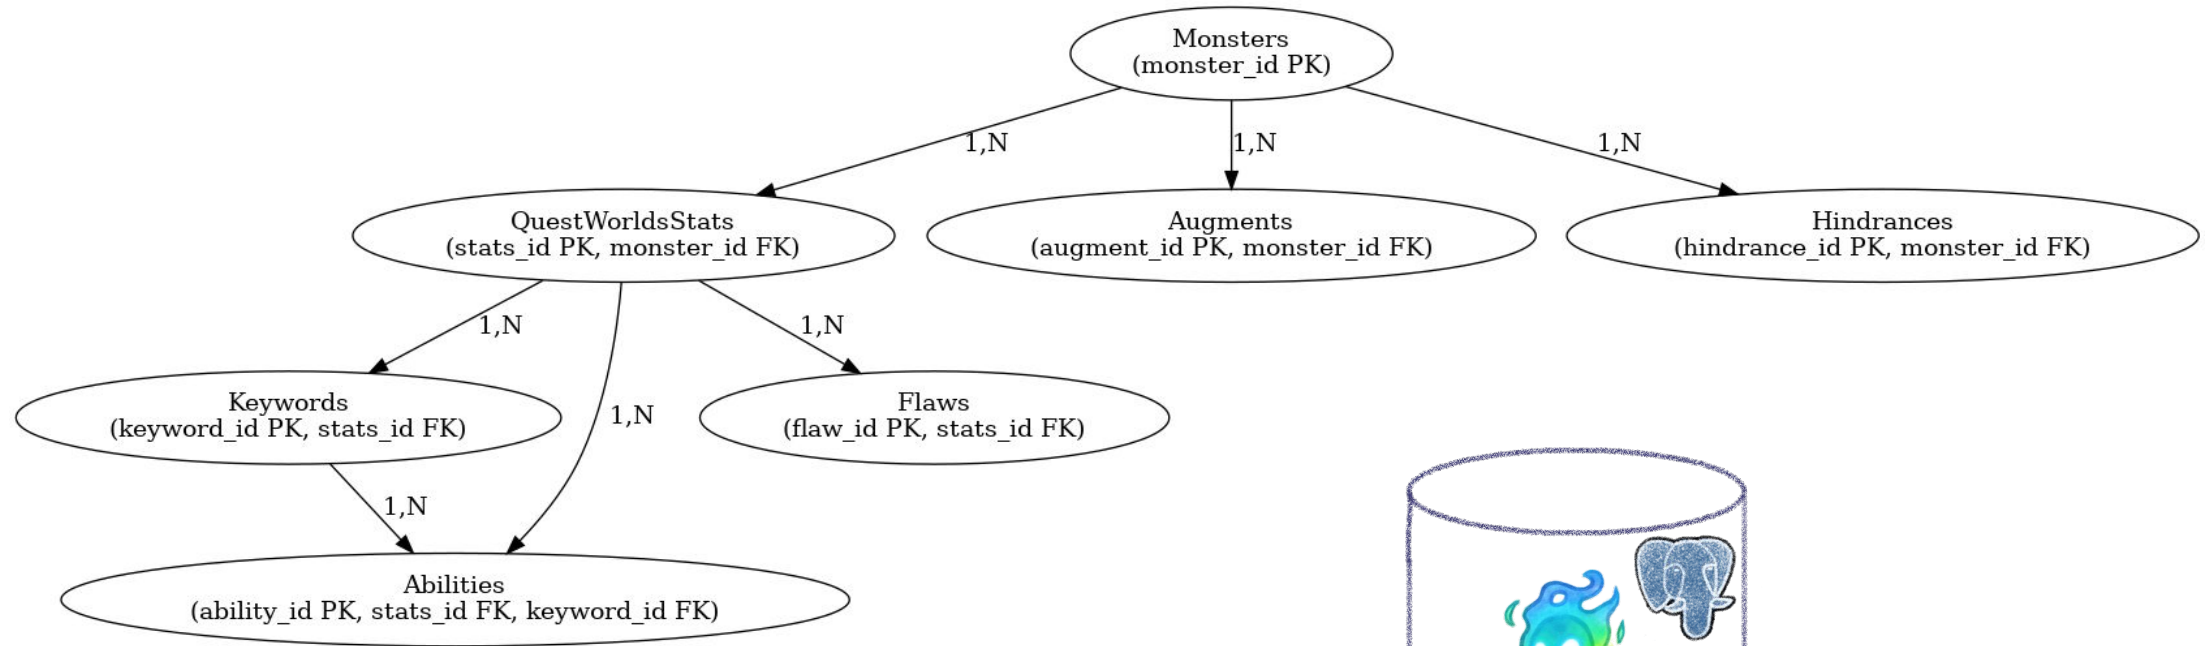 Monsters
(monster_id PK)
1,N
1,N
1,N
QuestWorldsStats
(stats_id PK, monster_id FK)
Augments
(augment_id PK, monster_id FK)
Hindrances
(hindrance_id PK, monster_id FK)
1,N
1,N
1,N
Keywords
(keyword_id PK, stats_id FK)
Flaws
(flaw_id PK, stats_id FK)
1,N
Abilities
(ability_id PK, stats_id FK, keyword_id FK)